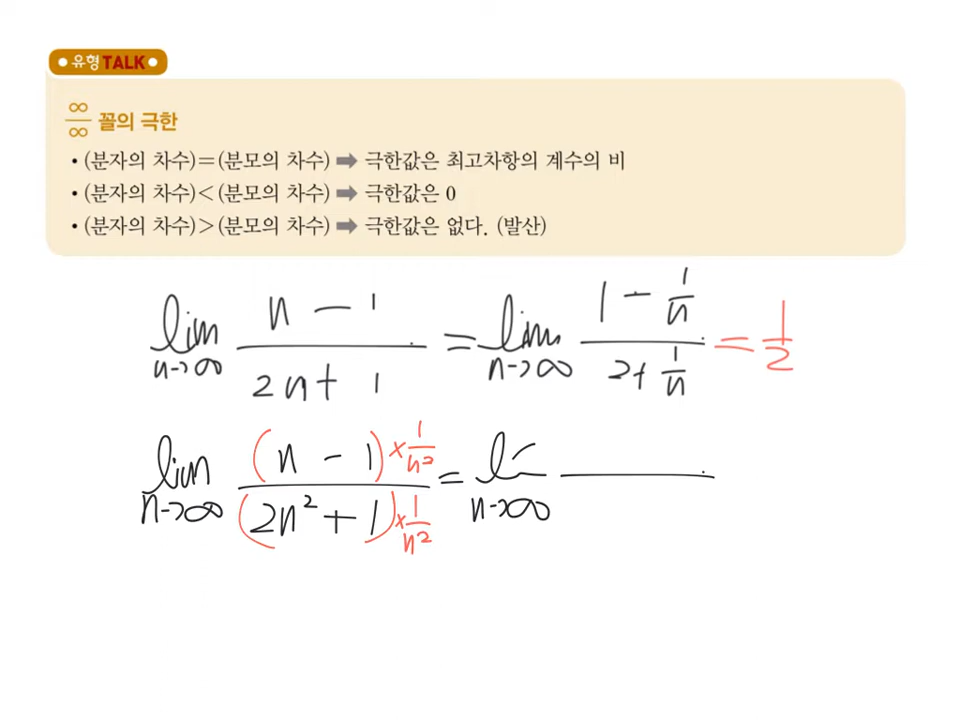 유형TALK
∞/∞ 꼴의 극한
• (분자의 차수)=(분모의 차수) ➡ 극한값은 최고차항의 계수의 비
• (분자의 차수)<(분모의 차수) ➡ 극한값은 0
• (분자의 차수)>(분모의 차수) ➡ 극한값은 없다. (발산)
lim n→∞ (n - 1)/(2n + 1) = lim n→∞ (1 - 1/n)/(2 + 1/n) = 1/2
lim n→∞ ((n - 1) × 1/n²)/((2n² + 1) × 1/n²) = n→∞